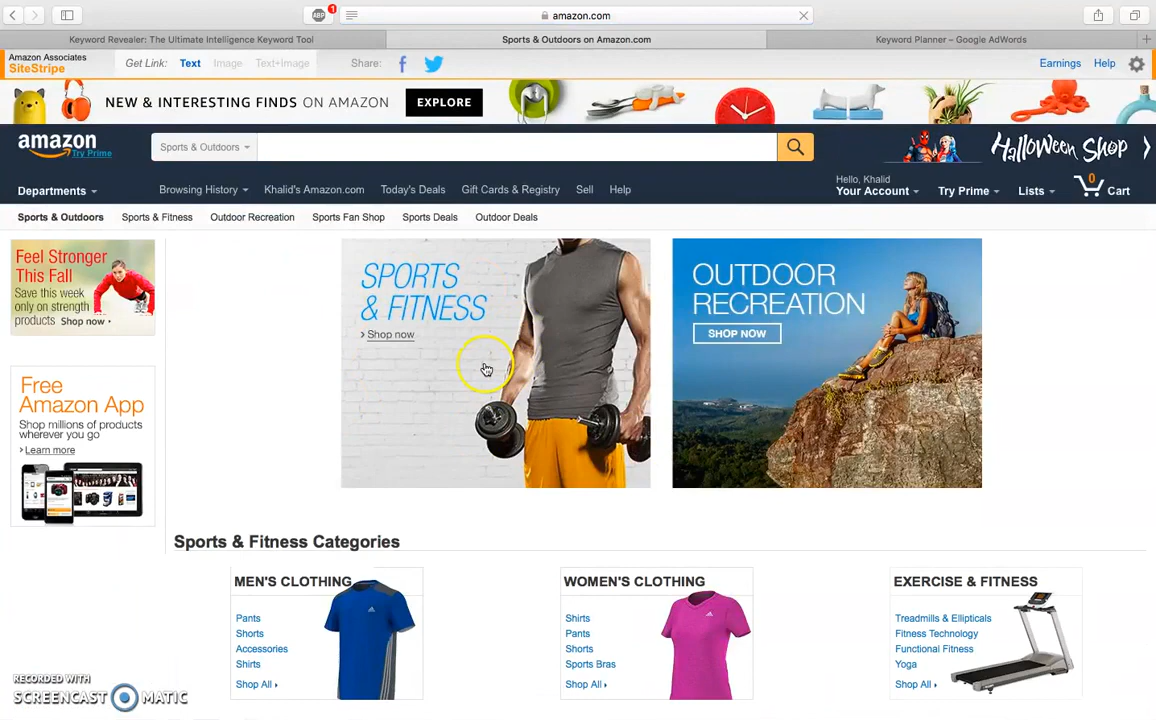 ABP 1
amazon.com
Keyword Revealer: The Ultimate Intelligence Keyword Tool
Sports & Outdoors on Amazon.com
Keyword Planner – Google AdWords
Amazon Associates
SiteStripe
Get Link: Text Image Text+Image
Share:
Earnings Help
NEW & INTERESTING FINDS ON AMAZON
EXPLORE
amazon
Try Prime
Sports & Outdoors
Halloween Shop
Departments
Browsing History
Khalid's Amazon.com
Today's Deals
Gift Cards & Registry
Sell
Help
Hello, Khalid
Your Account
Try Prime
Lists
0
Cart
Sports & Outdoors
Sports & Fitness
Outdoor Recreation
Sports Fan Shop
Sports Deals
Outdoor Deals
Feel Stronger
This Fall
Save this week
only on strength
products Shop now
Free
Amazon App
Shop millions of products
wherever you go
Learn more
SPORTS
& FITNESS
Shop now
OUTDOOR
RECREATION
SHOP NOW
Sports & Fitness Categories
MEN'S CLOTHING
Pants
Shorts
Accessories
Shirts
Shop All
WOMEN'S CLOTHING
Shirts
Pants
Shorts
Sports Bras
Shop All
EXERCISE & FITNESS
Treadmills & Ellipticals
Fitness Technology
Functional Fitness
Yoga
Shop All
RECORDED WITH
SCREENCAST MATIC